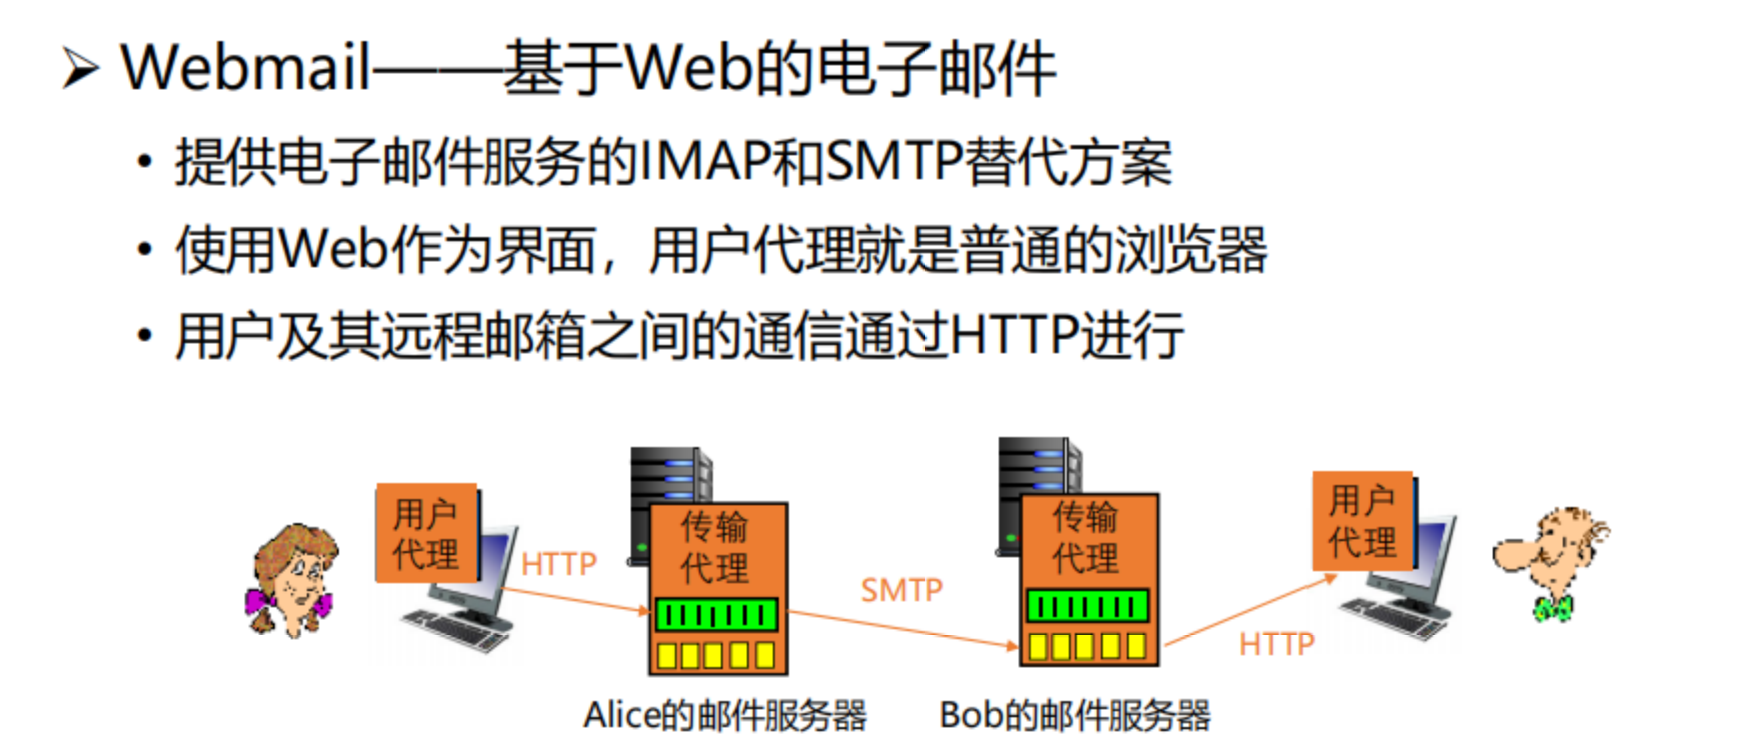 ➢ Webmail——基于Web的电子邮件
• 提供电子邮件服务的IMAP和SMTP替代方案
• 使用Web作为界面，用户代理就是普通的浏览器
• 用户及其远程邮箱之间的通信通过HTTP进行
用户
代理
HTTP
传输
代理
SMTP
传输
代理
HTTP
用户
代理
Alice的邮件服务器
Bob的邮件服务器